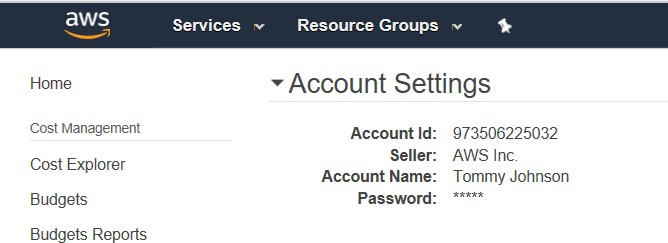 aws
Services
Resource Groups
Home
Cost Management
Cost Explorer
Budgets
Budgets Reports
Account Settings
Account Id: 973506225032
Seller: AWS Inc.
Account Name: Tommy Johnson
Password: *****